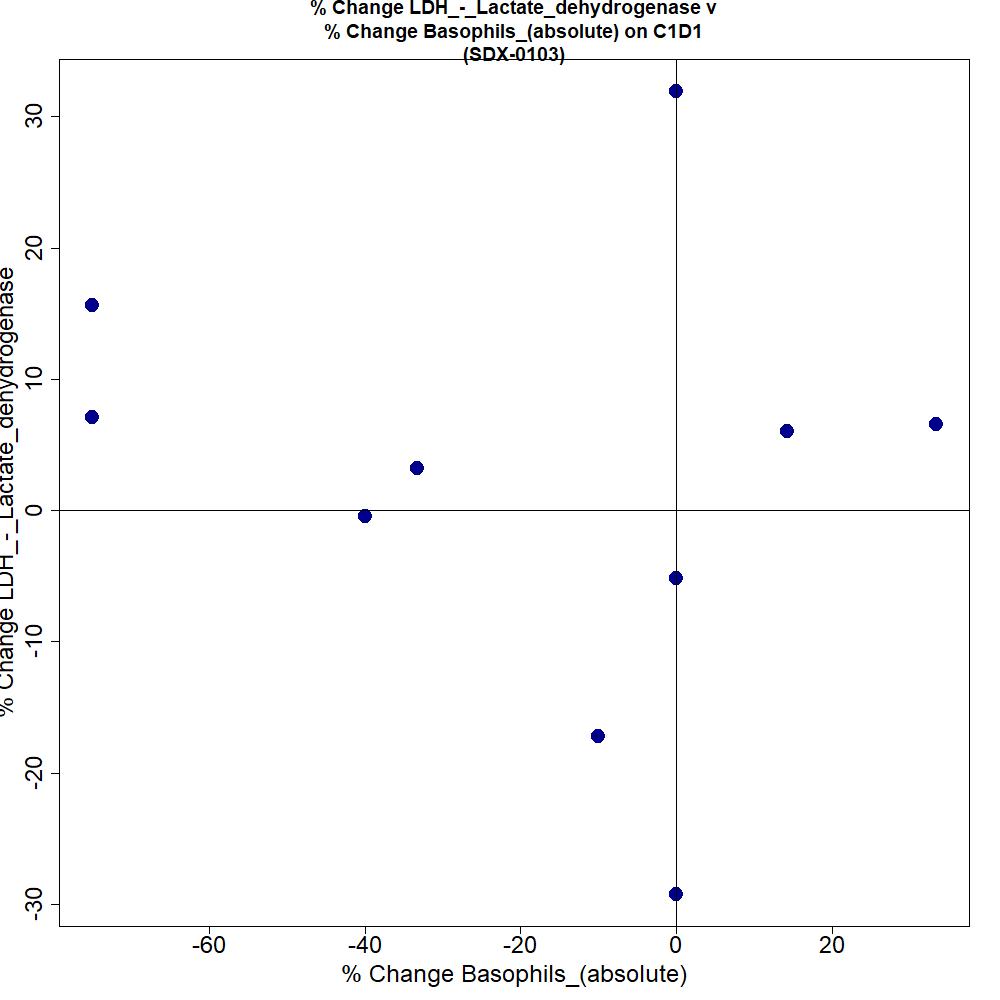 % Change LDH_-_Lactate_dehydrogenase v
% Change Basophils_(absolute) on C1D1
(SDX-0103)
% Change LDH_-_Lactate_dehydrogenase
30
20
10
0
-10
-20
-30
-60
-40
-20
0
20
% Change Basophils_(absolute)